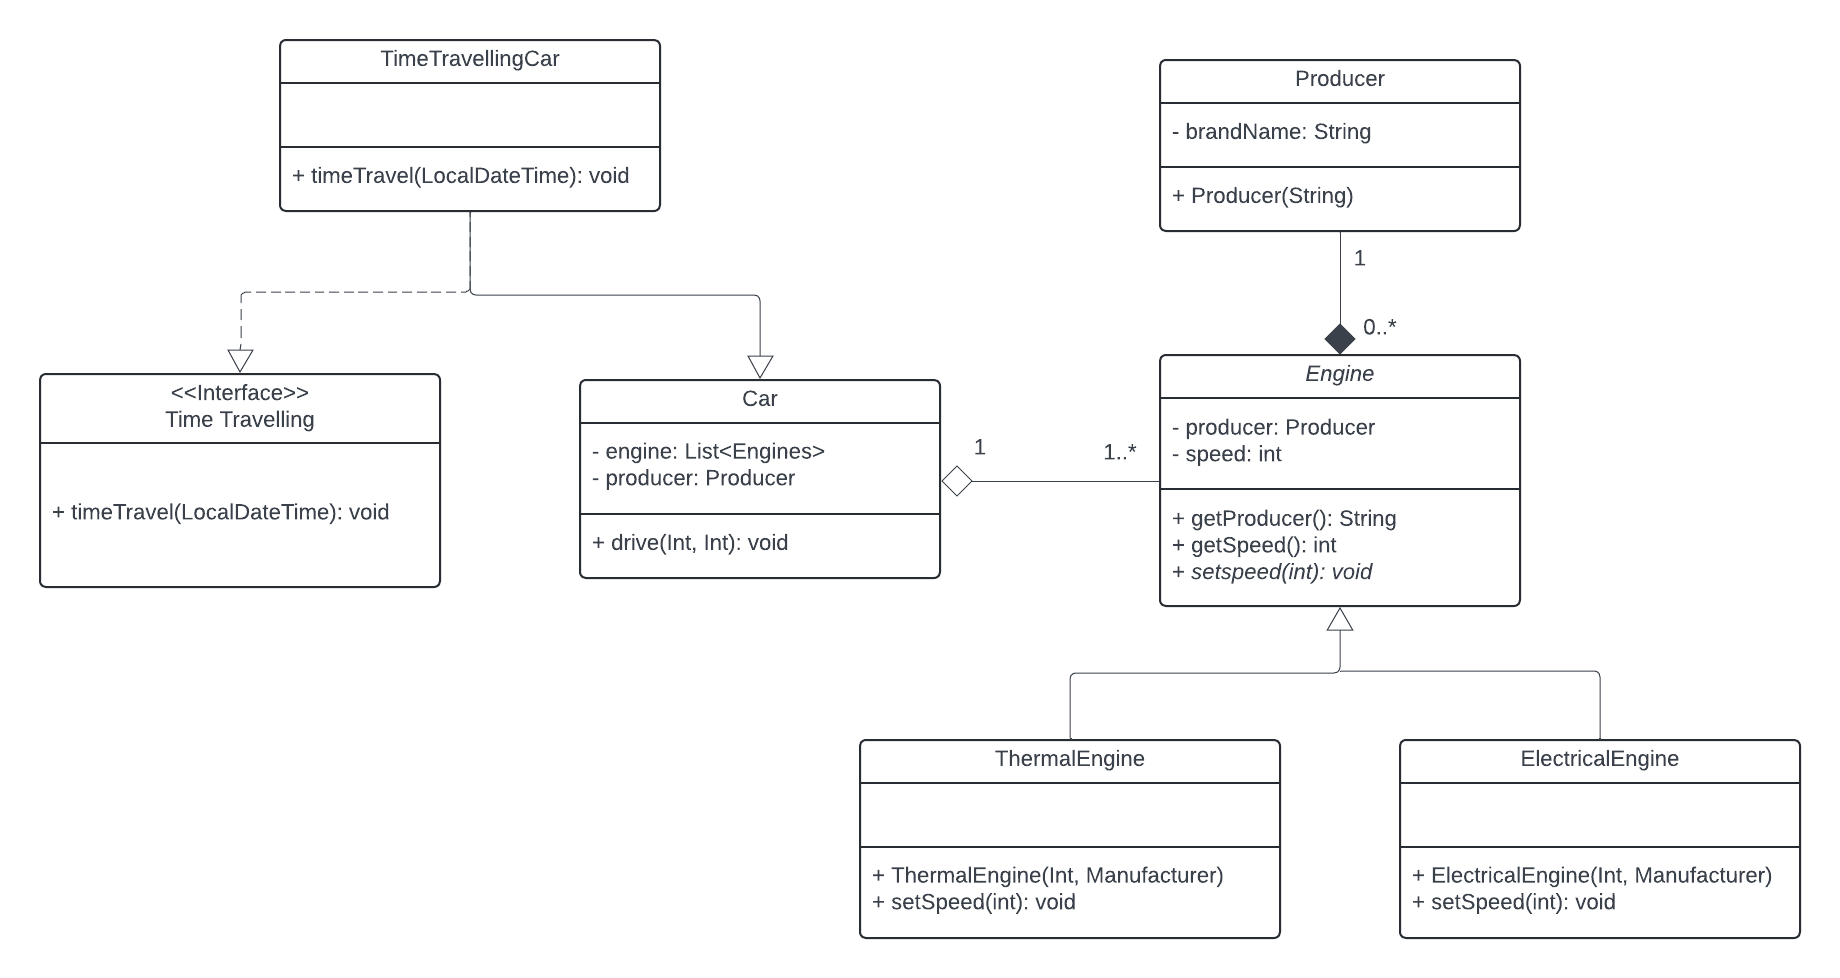 TimeTravellingCar
+ timeTravel(LocalDateTime): void
Producer
- brandName: String
+ Producer(String)
1
0..*
<<Interface>>
Time Travelling
+ timeTravel(LocalDateTime): void
Car
- engine: List<Engines>
- producer: Producer
+ drive(Int, Int): void
1
1..*
Engine
- producer: Producer
- speed: int
+ getProducer(): String
+ getSpeed(): int
+ setspeed(int): void
ThermalEngine
+ ThermalEngine(Int, Manufacturer)
+ setSpeed(int): void
ElectricalEngine
+ ElectricalEngine(Int, Manufacturer)
+ setSpeed(int): void